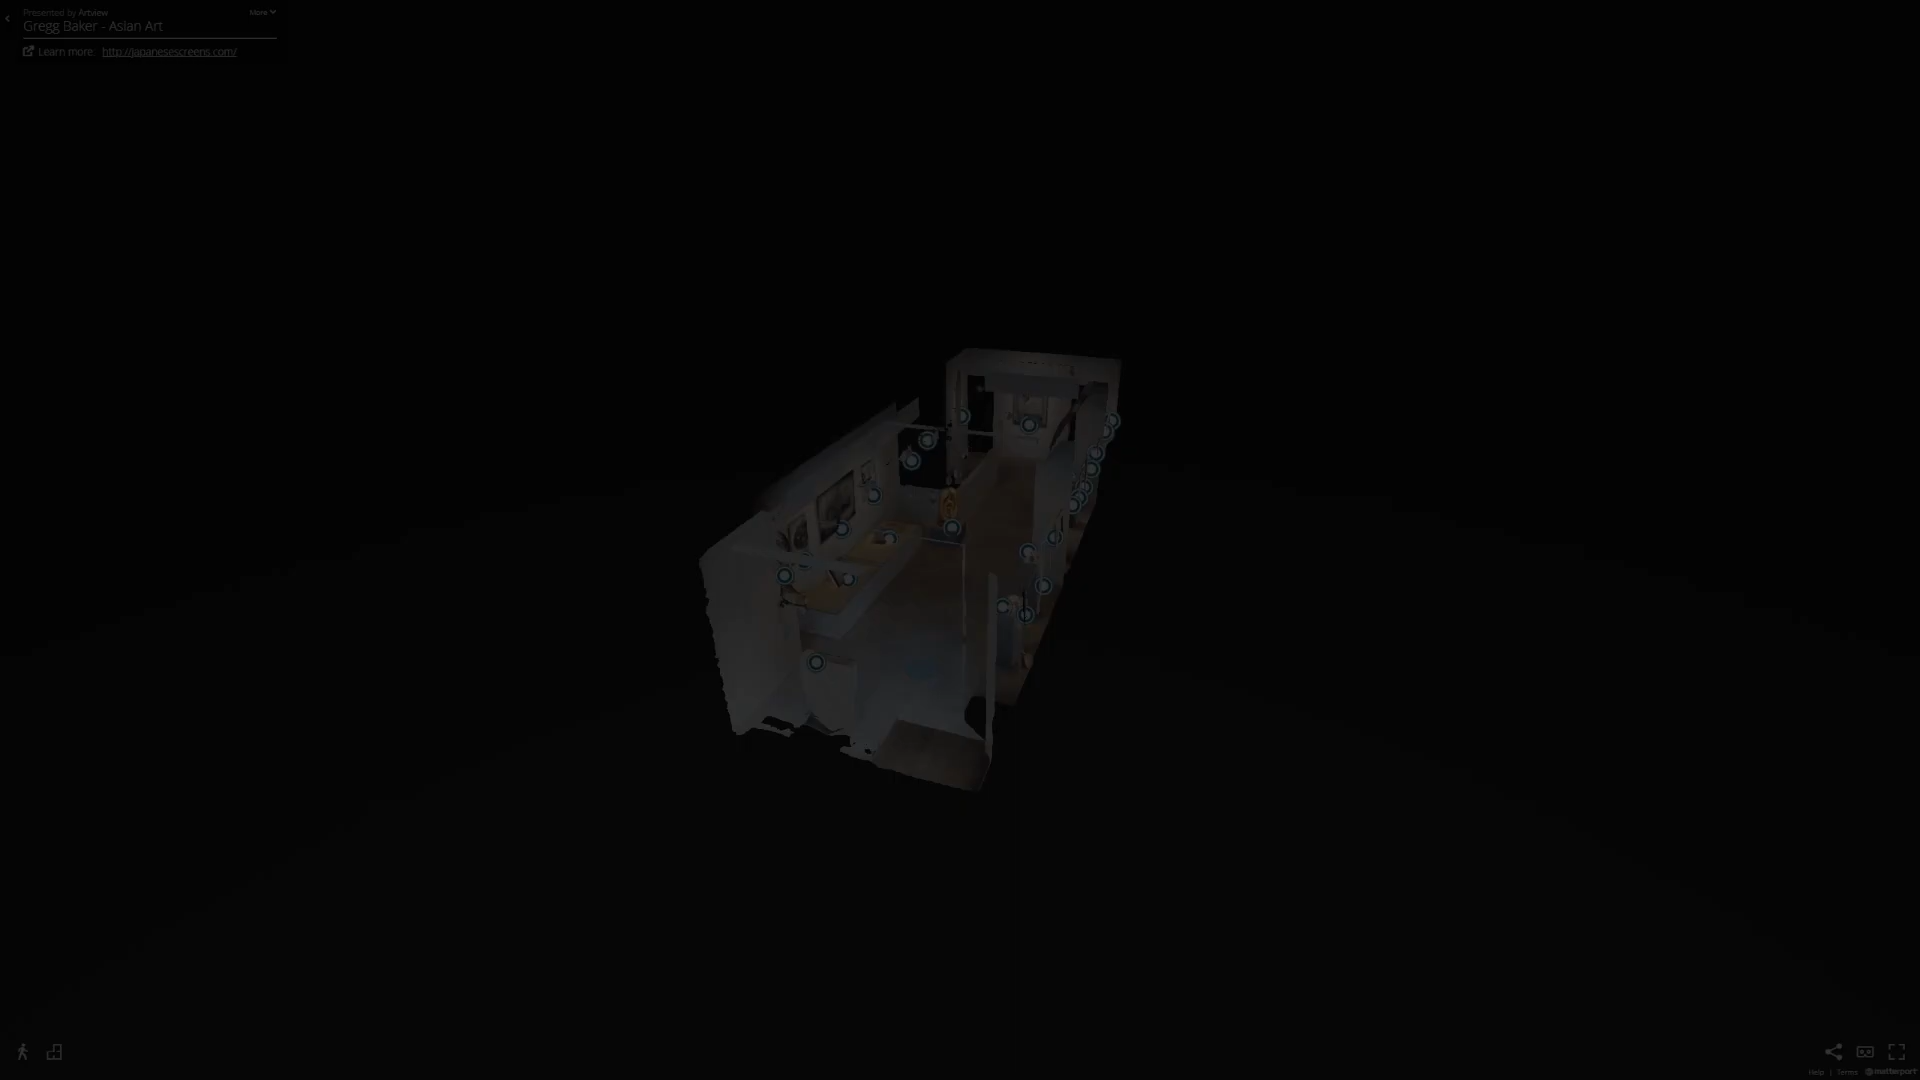 Presented by Artview
More
Gregg Baker - Asian Art
Learn more: http://japanesescreens.com/
Help | Terms
matterport